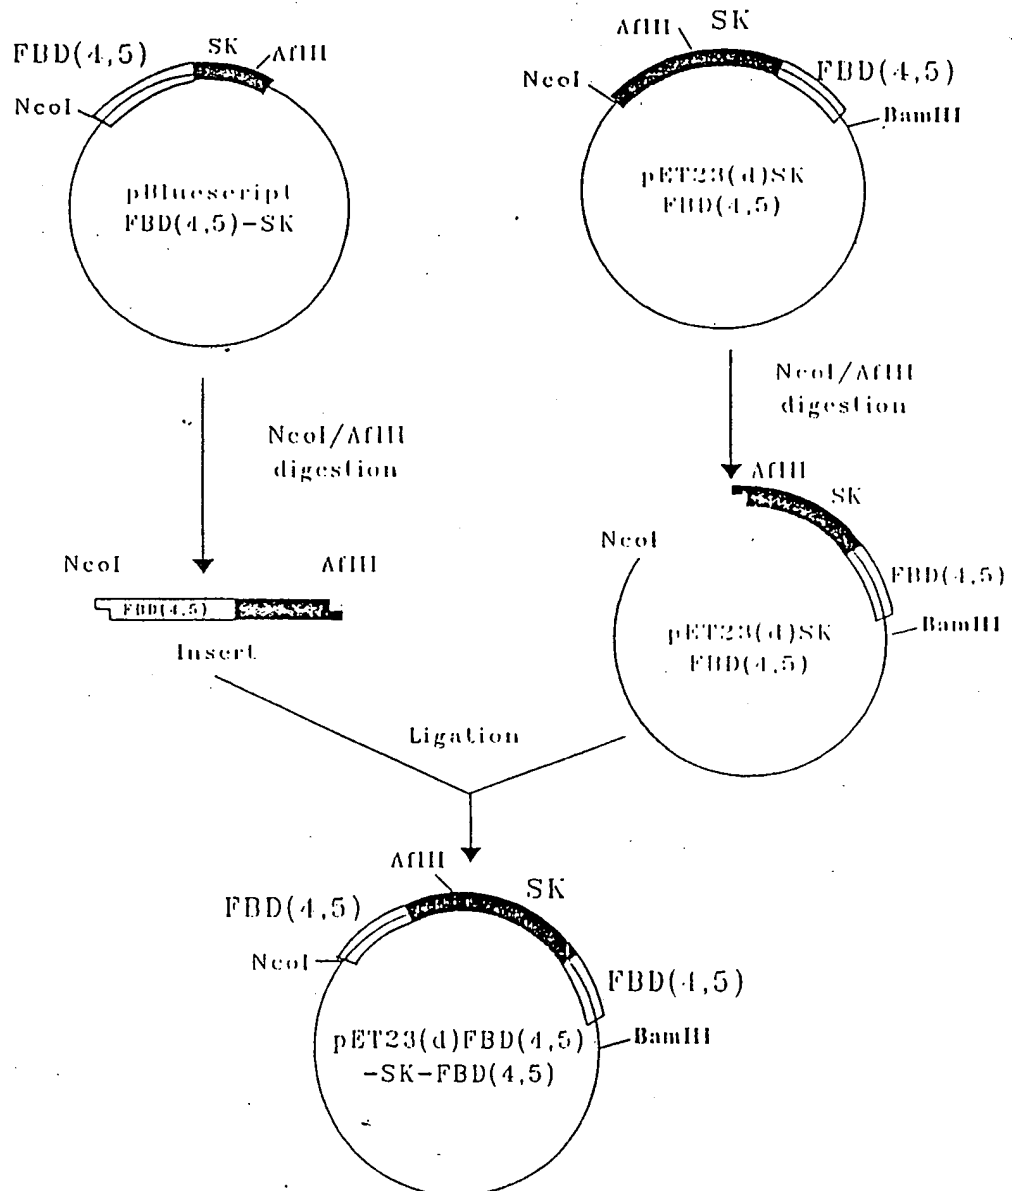 FBD(4,5)
SK
AflII
NcoI
pBluescript
FBD(4,5)-SK
AflII
SK
NcoI
FBD(4,5)
BamHI
pET23(d)SK
FBD(4,5)
NcoI/AflII
digestion
NcoI/AflII
digestion
NcoI
AflII
FBD(4,5)
Insert
AflII
SK
NcoI
FBD(4,5)
BamHI
pET23(d)SK
FBD(4,5)
Ligation
AflII
SK
FBD(4,5)
NcoI
FBD(4,5)
BamHI
pET23(d)FBD(4,5)
-SK-FBD(4,5)